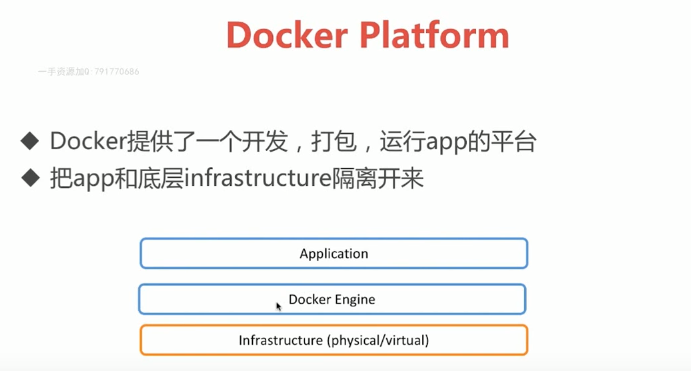 Docker Platform
一手资源加Q 791770686
◆ Docker提供了一个开发，打包，运行app的平台
◆ 把app和底层infrastructure隔离开来
Application
Docker Engine
Infrastructure (physical/virtual)